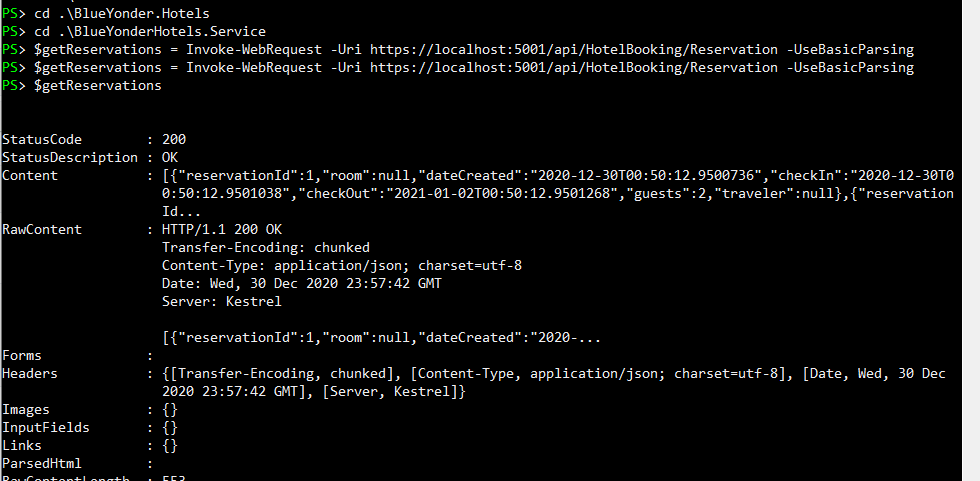 PS> cd .\BlueYonder.Hotels
PS> cd .\BlueYonderHotels.Service
PS> $getReservations = Invoke-WebRequest -Uri https://localhost:5001/api/HotelBooking/Reservation -UseBasicParsing
PS> $getReservations = Invoke-WebRequest -Uri https://localhost:5001/api/HotelBooking/Reservation -UseBasicParsing
PS> $getReservations
StatusCode : 200
StatusDescription : OK
Content : [{"reservationId":1,"room":null,"dateCreated":"2020-12-30T00:50:12.9500736","checkIn":"2020-12-30T0
0:50:12.9501038","checkOut":"2021-01-02T00:50:12.9501268","guests":2,"traveler":null},{"reservation
Id...
RawContent : HTTP/1.1 200 OK
Transfer-Encoding: chunked
Content-Type: application/json; charset=utf-8
Date: Wed, 30 Dec 2020 23:57:42 GMT
Server: Kestrel
[{"reservationId":1,"room":null,"dateCreated":"2020-...
Forms :
Headers : {[Transfer-Encoding, chunked], [Content-Type, application/json; charset=utf-8], [Date, Wed, 30 Dec
2020 23:57:42 GMT], [Server, Kestrel]}
Images : {}
InputFields : {}
Links : {}
ParsedHtml :
RawContentLength : 553